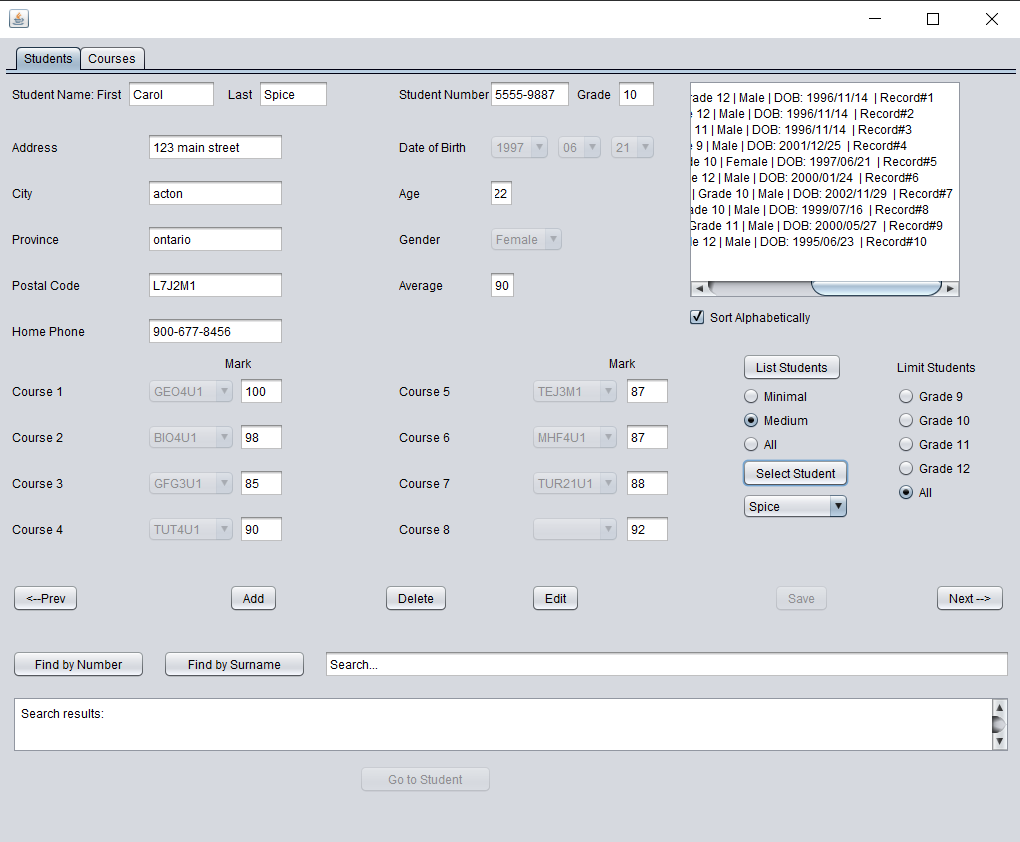 Students Courses
Student Name: First Carol Last Spice Student Number 5555-9887 Grade 10
Address 123 main street Date of Birth 1997 06 21
City acton Age 22
Province ontario Gender Female
Postal Code L7J2M1 Average 90
Home Phone 900-677-8456
12 | Male | DOB: 1996/11/14 | Record#1
12 | Male | DOB: 1996/11/14 | Record#2
11 | Male | DOB: 1996/11/14 | Record#3
9 | Male | DOB: 2001/12/25 | Record#4
10 | Female | DOB: 1997/06/21 | Record#5
12 | Male | DOB: 2000/01/24 | Record#6
| Grade 10 | Male | DOB: 2002/11/29 | Record#7
10 | Male | DOB: 1999/07/16 | Record#8
Grade 11 | Male | DOB: 2000/05/27 | Record#9
12 | Male | DOB: 1995/06/23 | Record#10
Sort Alphabetically
Mark Mark
Course 1 GEO4U1 100 Course 5 TEJ3M1 87
Course 2 BIO4U1 98 Course 6 MHF4U1 87
Course 3 GFG3U1 85 Course 7 TUR21U1 88
Course 4 TUT4U1 90 Course 8 92
List Students Limit Students
Minimal Grade 9
Medium Grade 10
All Grade 11
Select Student Grade 12
Spice All
<--Prev Add Delete Edit Save Next -->
Find by Number Find by Surname Search...
Search results:
Go to Student